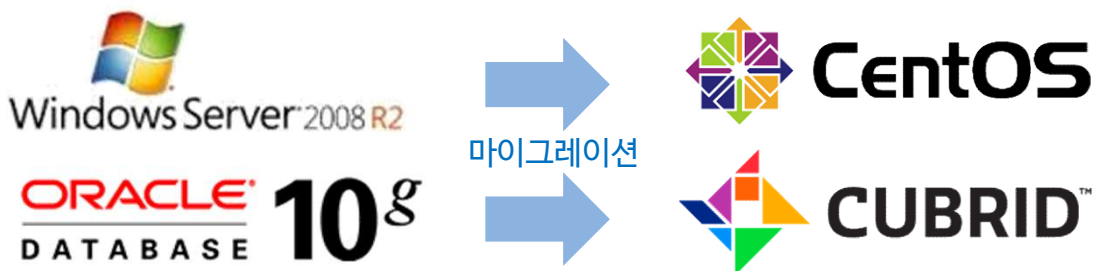 Windows Server 2008 R2
CentOS
마이그레이션
ORACLE
DATABASE
10g
CUBRID™